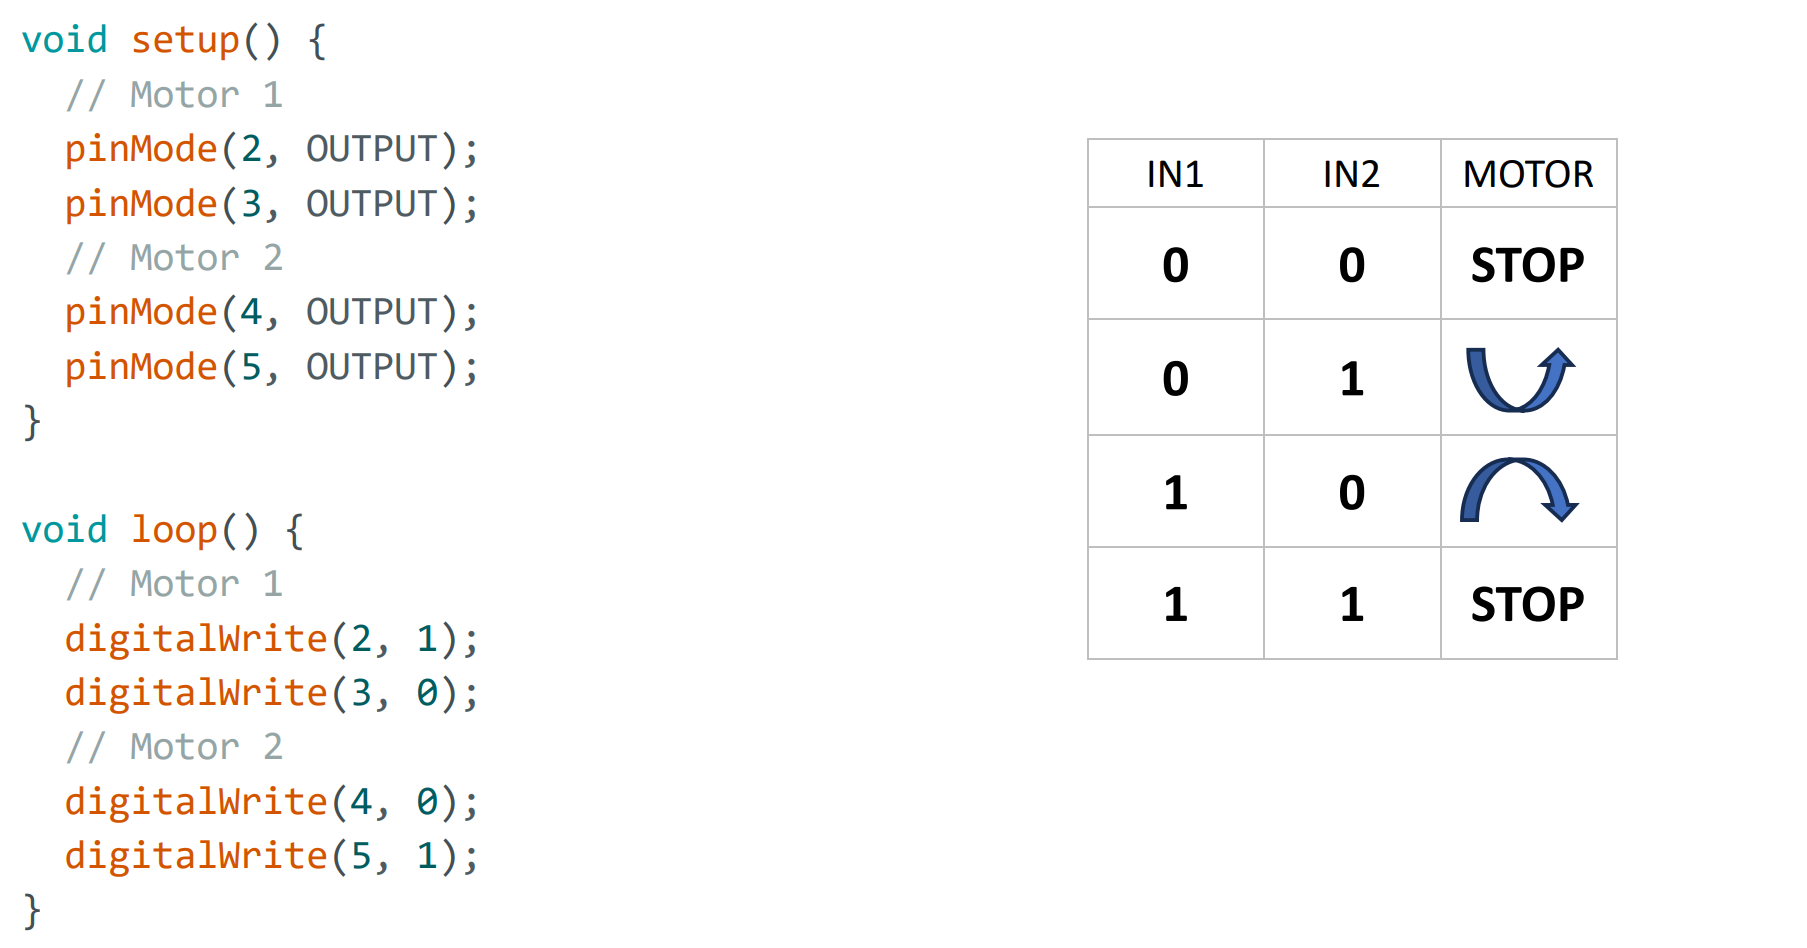 void setup() {
  // Motor 1
  pinMode(2, OUTPUT);
  pinMode(3, OUTPUT);
  // Motor 2
  pinMode(4, OUTPUT);
  pinMode(5, OUTPUT);
}

void loop() {
  // Motor 1
  digitalWrite(2, 1);
  digitalWrite(3, 0);
  // Motor 2
  digitalWrite(4, 0);
  digitalWrite(5, 1);
}
IN1 IN2 MOTOR
0 0 STOP
0 1
1 0
1 1 STOP